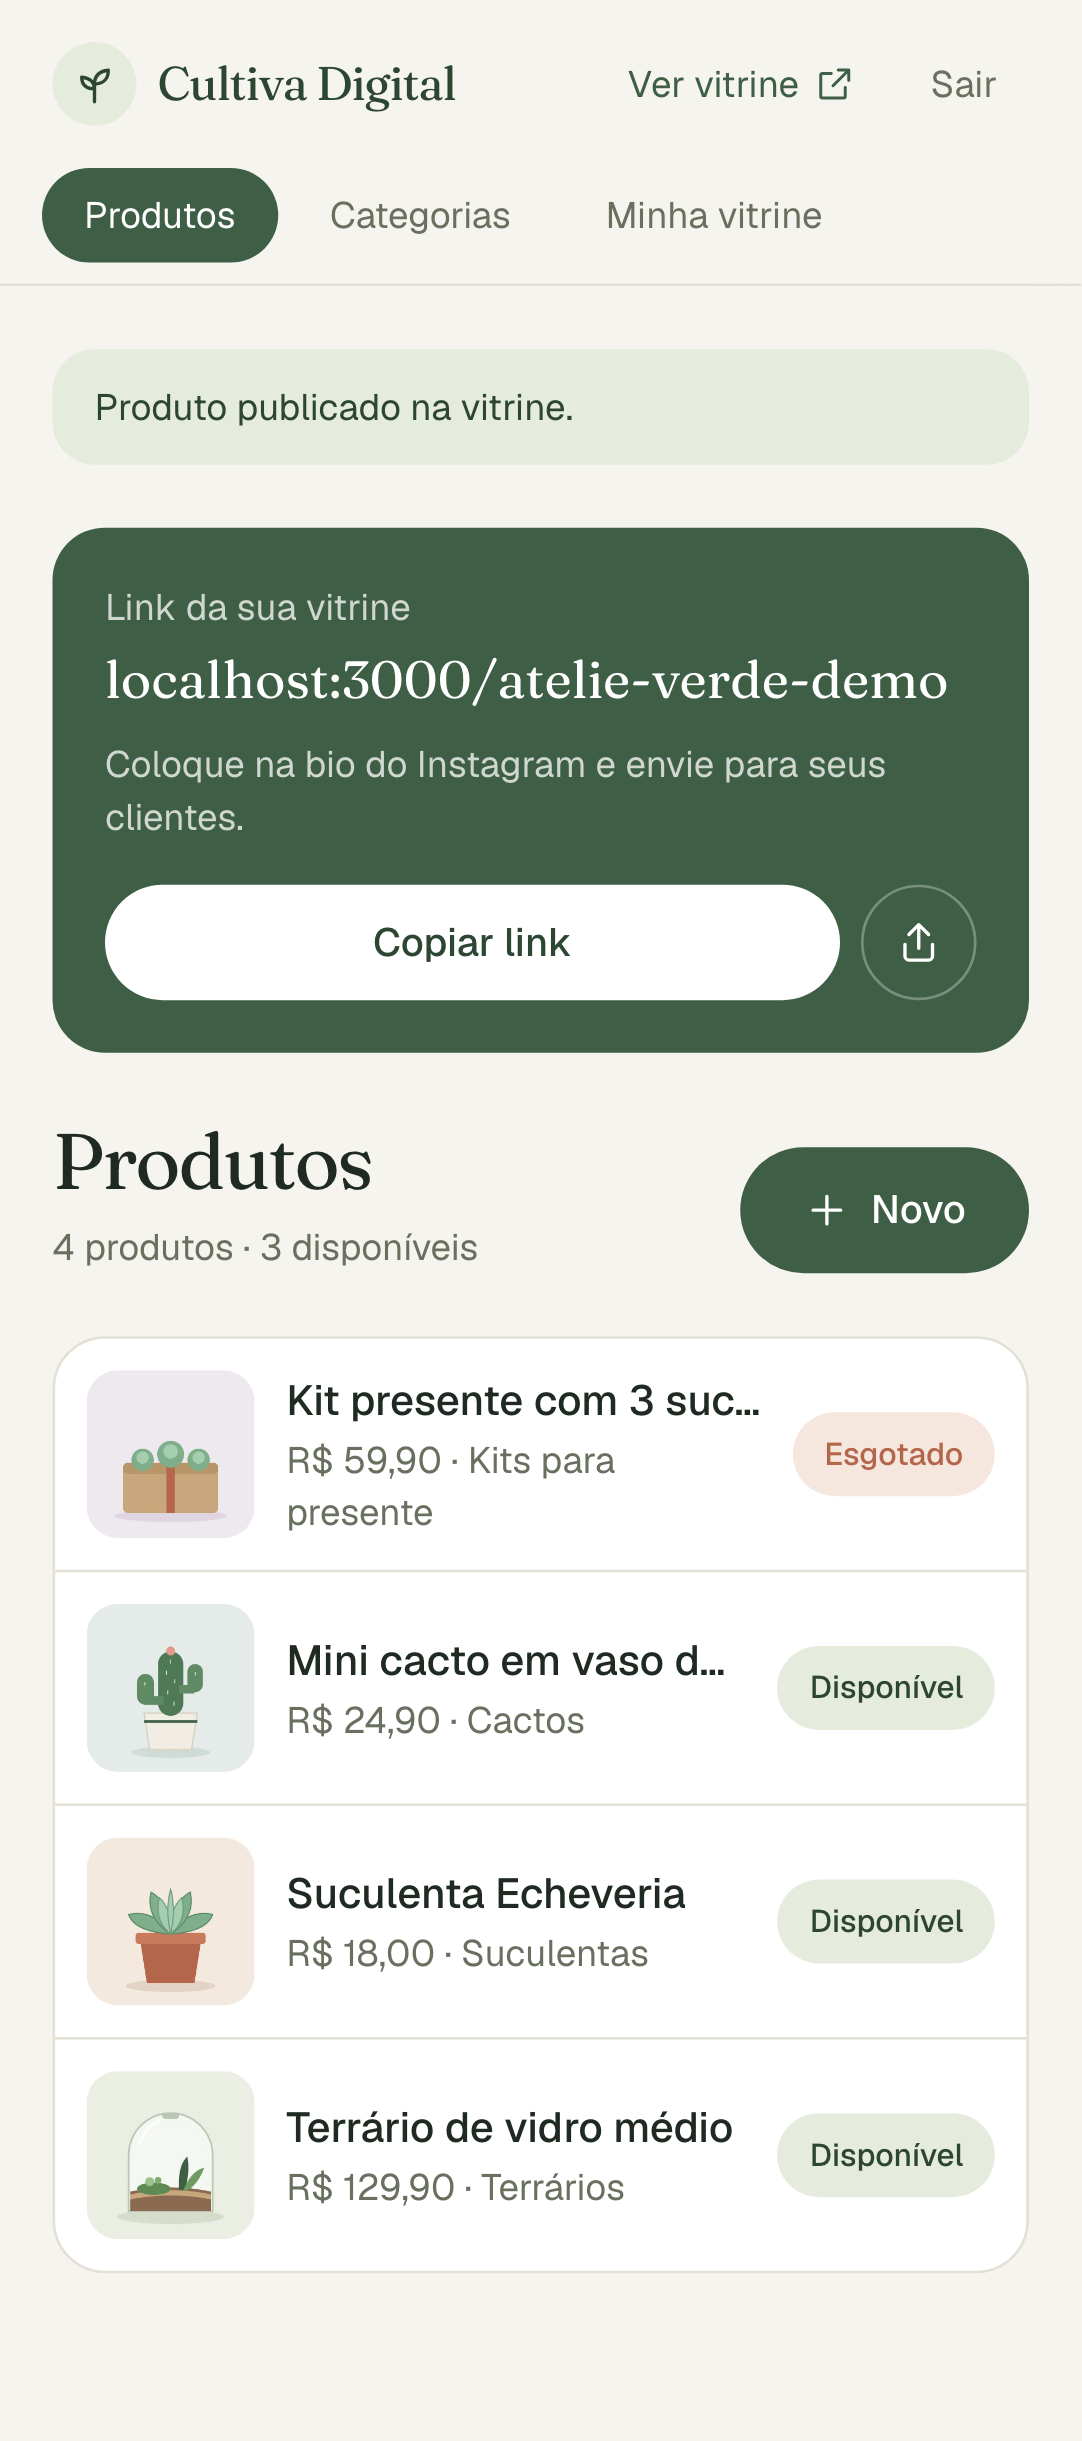 Cultiva Digital
Ver vitrine
Sair
Produtos
Categorias
Minha vitrine
Produto publicado na vitrine.
Link da sua vitrine
localhost:3000/atelie-verde-demo
Coloque na bio do Instagram e envie para seus
clientes.
Copiar link
Produtos
4 produtos · 3 disponíveis
+ Novo
Kit presente com 3 suc...
R$ 59,90 · Kits para
presente
Esgotado
Mini cacto em vaso d...
R$ 24,90 · Cactos
Disponível
Suculenta Echeveria
R$ 18,00 · Suculentas
Disponível
Terrário de vidro médio
R$ 129,90 · Terrários
Disponível